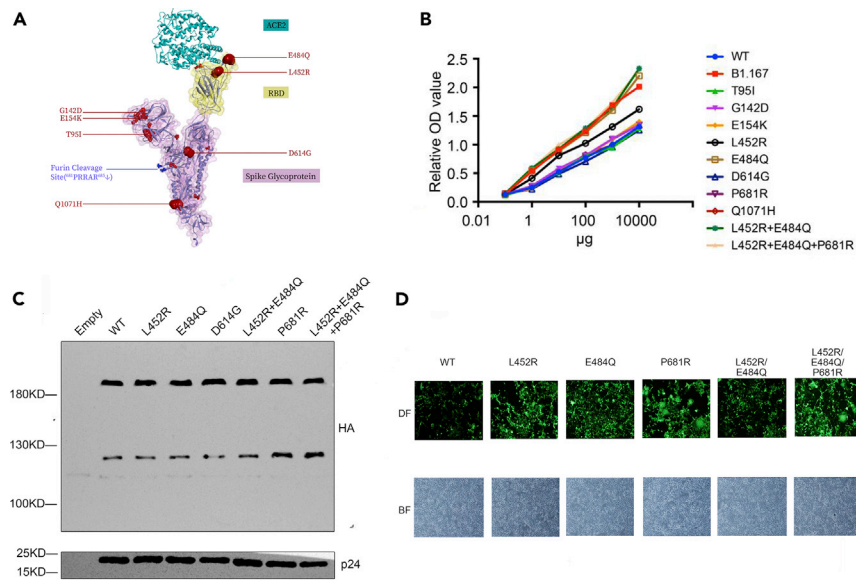 A
ACE2
E484Q
L452R
RBD
G142D
E154K
T95I
D614G
Furin Cleavage
Site(⁶⁸¹PRRAR⁶⁸⁵↓)
Spike Glycoprotein
Q1071H
B
Relative OD value
2.5
2.0
1.5
1.0
0.5
0.0
0.01
1
100
10000
µg
WT
B1.167
T95I
G142D
E154K
L452R
E484Q
D614G
P681R
Q1071H
L452R+E484Q
L452R+E484Q+P681R
C
Empty
WT
L452R
E484Q
D614G
L452R+E484Q
P681R
L452R+E484Q
+P681R
180KD
130KD
100KD
HA
25KD
15KD
p24
D
WT
L452R
E484Q
P681R
L452R/
E484Q
L452R/
E484Q/
P681R
DF
BF